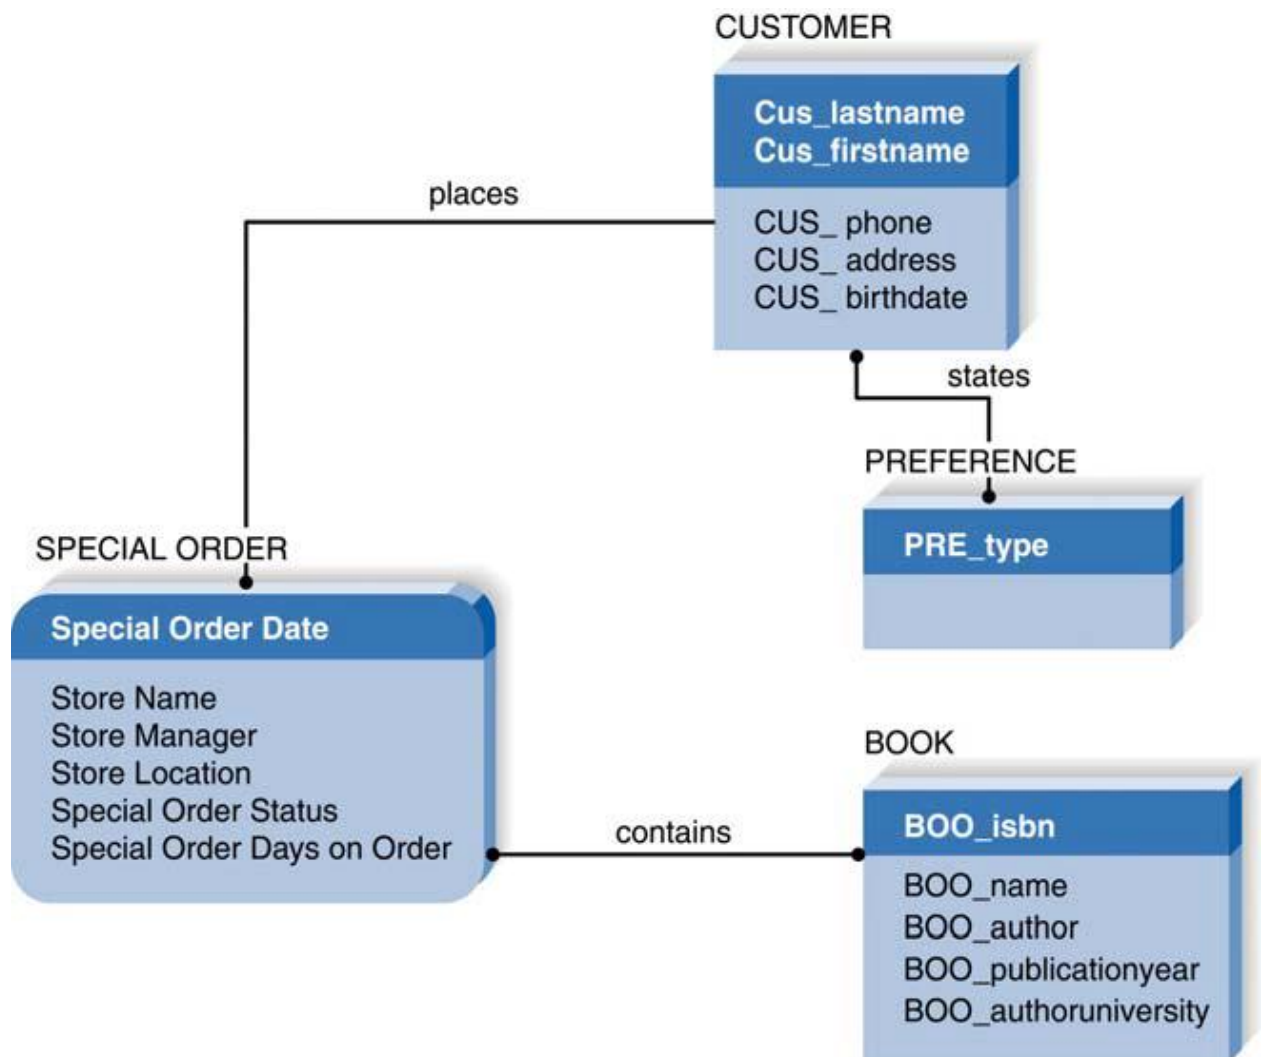 CUSTOMER
Cus_lastname
Cus_firstname
places
CUS_ phone
CUS_ address
CUS_ birthdate
states
PREFERENCE
PRE_type
SPECIAL ORDER
Special Order Date
Store Name
Store Manager
Store Location
Special Order Status
Special Order Days on Order
contains
BOOK
BOO_isbn
BOO_name
BOO_author
BOO_publicationyear
BOO_authoruniversity